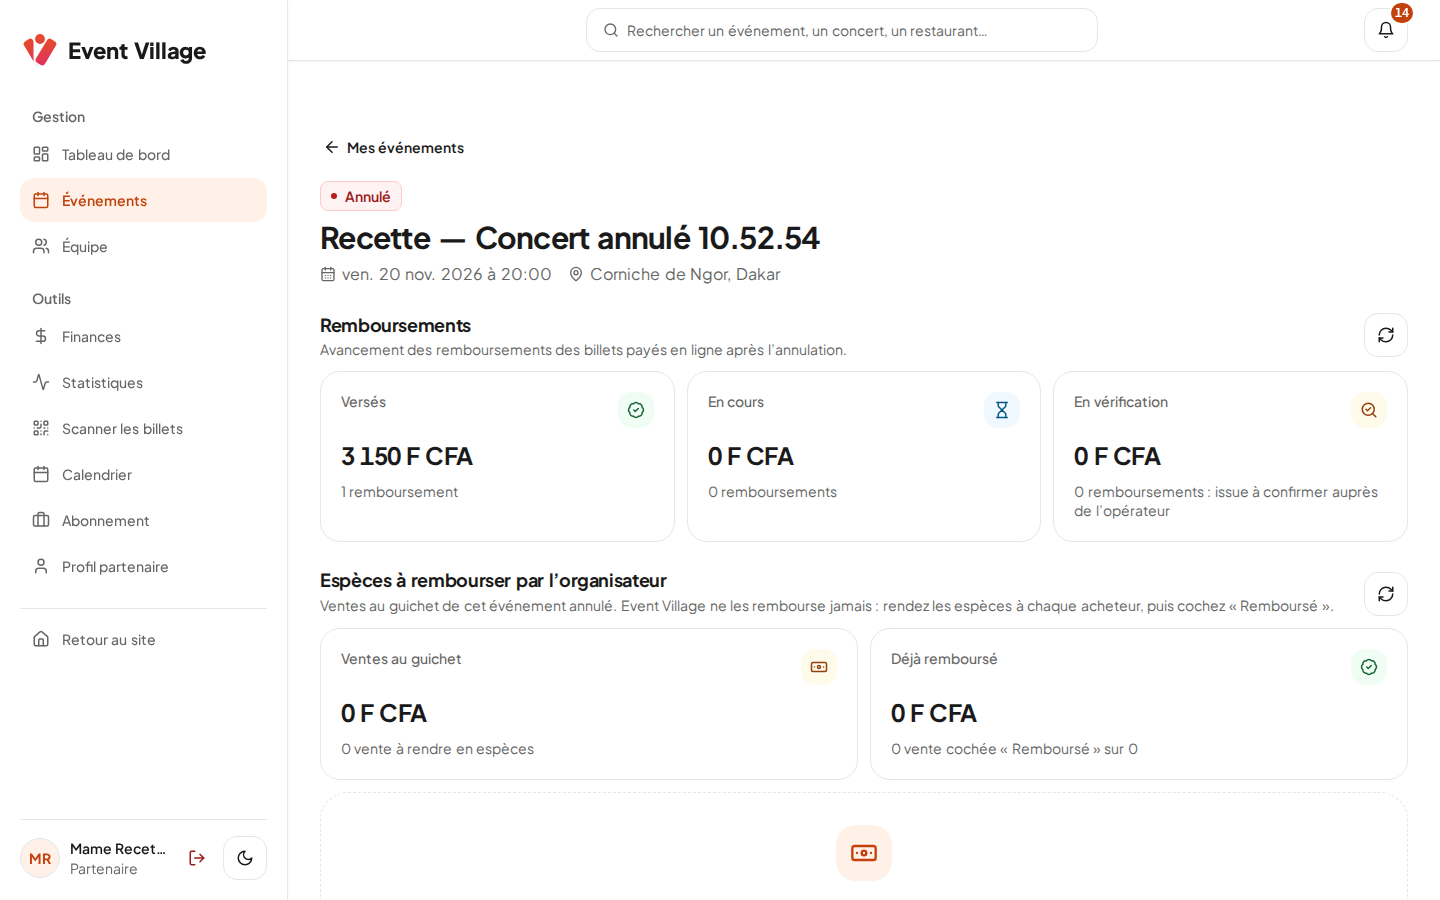 Event Village
Rechercher un événement, un concert, un restaurant...
14
Gestion
Tableau de bord
Événements
Équipe
Outils
Finances
Statistiques
Scanner les billets
Calendrier
Abonnement
Profil partenaire
Retour au site
MR
Mame Recet...
Partenaire
Mes événements
Annulé
Recette — Concert annulé 10.52.54
ven. 20 nov. 2026 à 20:00 Corniche de Ngor, Dakar
Remboursements
Avancement des remboursements des billets payés en ligne après l’annulation.
Versés
3 150 F CFA
1 remboursement
En cours
0 F CFA
0 remboursements
En vérification
0 F CFA
0 remboursements : issue à confirmer auprès
de l’opérateur
Espèces à rembourser par l’organisateur
Ventes au guichet de cet événement annulé. Event Village ne les rembourse jamais : rendez les espèces à chaque acheteur, puis cochez « Remboursé ».
Ventes au guichet
0 F CFA
0 vente à rendre en espèces
Déjà remboursé
0 F CFA
0 vente cochée « Remboursé » sur 0